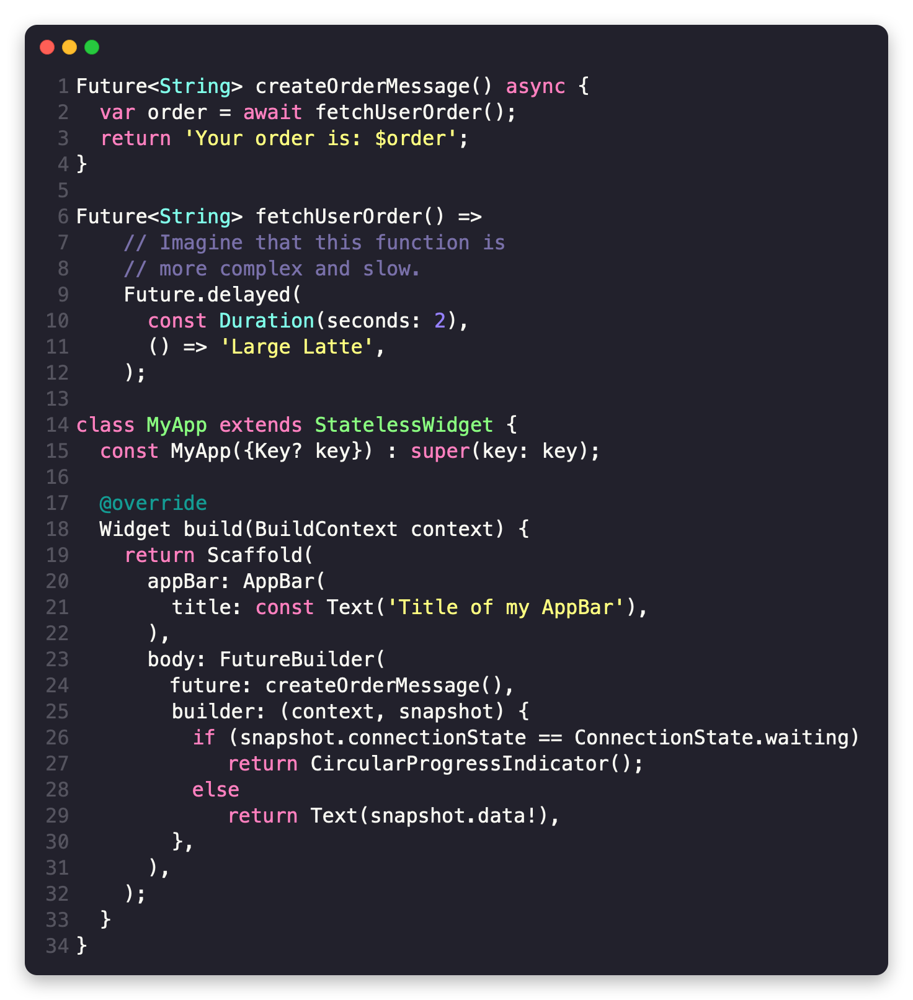 1 Future<String> createOrderMessage() async {
2   var order = await fetchUserOrder();
3   return 'Your order is: $order';
4 }
5
6 Future<String> fetchUserOrder() =>
7     // Imagine that this function is
8     // more complex and slow.
9     Future.delayed(
10       const Duration(seconds: 2),
11       () => 'Large Latte',
12     );
13
14 class MyApp extends StatelessWidget {
15   const MyApp({Key? key}) : super(key: key);
16
17   @override
18   Widget build(BuildContext context) {
19     return Scaffold(
20       appBar: AppBar(
21         title: const Text('Title of my AppBar'),
22       ),
23       body: FutureBuilder(
24         future: createOrderMessage(),
25         builder: (context, snapshot) {
26           if (snapshot.connectionState == ConnectionState.waiting)
27              return CircularProgressIndicator();
28           else
29              return Text(snapshot.data!),
30         },
31       ),
32     );
33   }
34 }